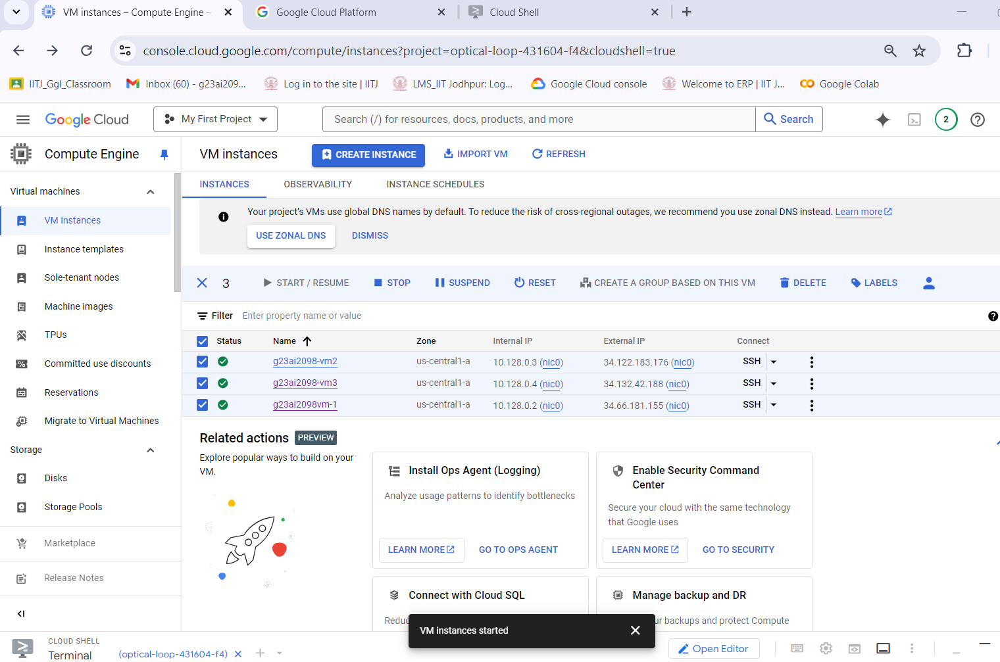 VM instances – Compute Engine –
Google Cloud Platform
Cloud Shell
console.cloud.google.com/compute/instances?project=optical-loop-431604-f4&cloudshell=true
IITJ_Ggl_Classroom
Inbox (60) - g23ai209...
Log in to the site | IITJ
LMS_IIT Jodhpur: Log...
Google Cloud console
Welcome to ERP | IIT J...
Google Colab
Google Cloud
My First Project
Search (/) for resources, docs, products, and more
Search
2
Compute Engine
VM instances
CREATE INSTANCE
IMPORT VM
REFRESH
Virtual machines
VM instances
Instance templates
Sole-tenant nodes
Machine images
TPUs
Committed use discounts
Reservations
Migrate to Virtual Machines
Storage
Disks
Storage Pools
Marketplace
Release Notes
INSTANCES
OBSERVABILITY
INSTANCE SCHEDULES
Your project's VMs use global DNS names by default. To reduce the risk of cross-regional outages, we recommend you use zonal DNS instead. Learn more
USE ZONAL DNS
DISMISS
3
START / RESUME
STOP
SUSPEND
RESET
CREATE A GROUP BASED ON THIS VM
DELETE
LABELS
Filter Enter property name or value
Status Name Zone Internal IP External IP Connect
g23ai2098-vm2 us-central1-a 10.128.0.3 (nic0) 34.122.183.176 (nic0) SSH
g23ai2098-vm3 us-central1-a 10.128.0.4 (nic0) 34.132.42.188 (nic0) SSH
g23ai2098vm-1 us-central1-a 10.128.0.2 (nic0) 34.66.181.155 (nic0) SSH
Related actions PREVIEW
Explore popular ways to build on your
VM.
Install Ops Agent (Logging)
Analyze usage patterns to identify bottlenecks
LEARN MORE
GO TO OPS AGENT
Enable Security Command
Center
Secure your cloud with the same technology
that Google uses
LEARN MORE
GO TO SECURITY
Connect with Cloud SQL
Manage backup and DR
backups and protect Compute
VM instances started
CLOUD SHELL
Terminal
(optical-loop-431604-f4)
Open Editor